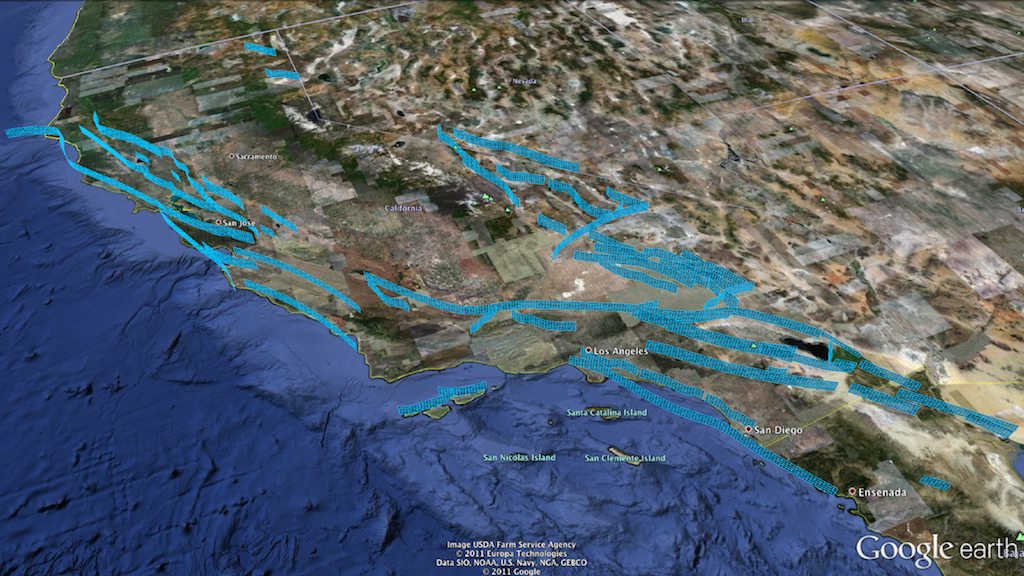 Utah
Nevada
Sacramento
California
San Jose
Los Angeles
Santa Catalina Island
San Diego
San Nicolas Island
San Clemente Island
Ensenada
Image USDA Farm Service Agency
© 2011 Europa Technologies
Data SIO, NOAA, U.S. Navy, NGA, GEBCO
© 2011 Google
Google earth